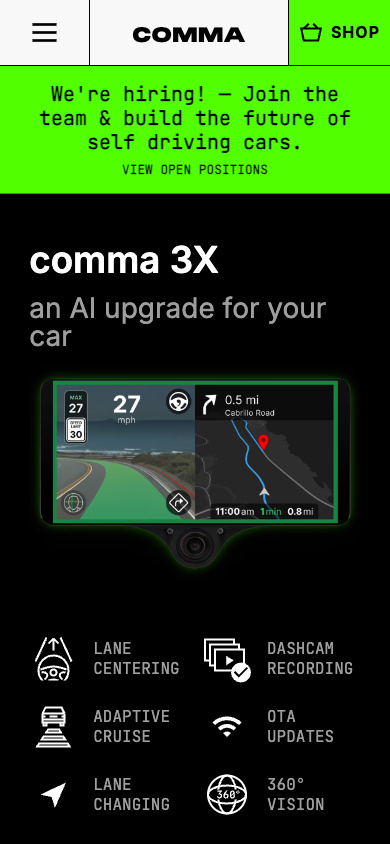 COMMA
SHOP
We're hiring! — Join the
team & build the future of
self driving cars.
VIEW OPEN POSITIONS
comma 3X
an AI upgrade for your
car
MAX
27
SPEED
LIMIT
30
27
mph
0.5 mi
Cabrillo Road
11:00 am 1 min 0.8 mi
LANE
CENTERING
DASHCAM
RECORDING
ADAPTIVE
CRUISE
OTA
UPDATES
LANE
CHANGING
360°
360°
VISION